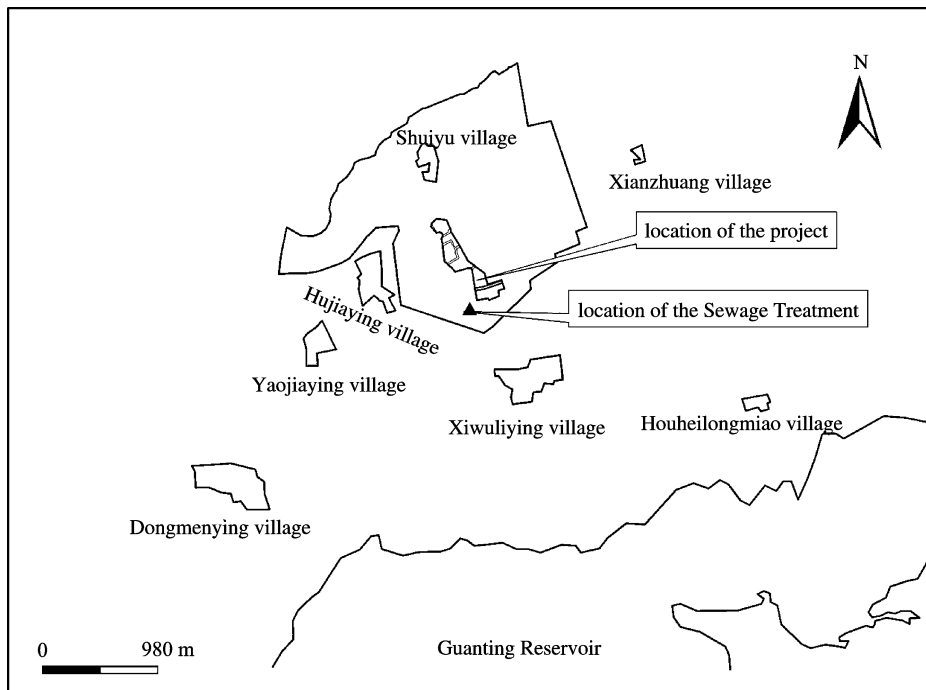 N
Shuiyu village
Xianzhuang village
location of the project
location of the Sewage Treatment
Hujiaying village
Yaojiaying village
Xiwuliying village
Houheilongmiao village
Dongmenying village
Guanting Reservoir
0 980 m